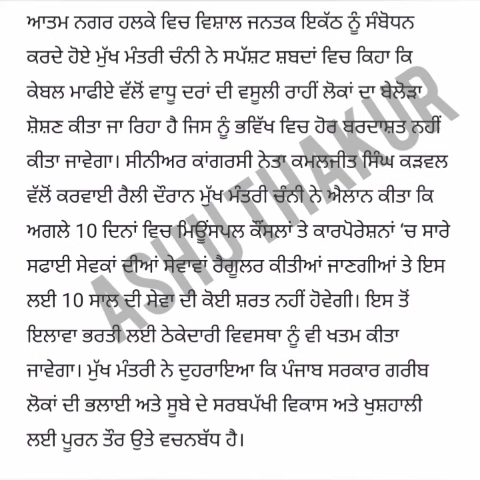 ਆਤਮ ਨਗਰ ਹਲਕੇ ਵਿਚ ਵਿਸ਼ਾਲ ਜਨਤਕ ਇਕੱਠ ਨੂੰ ਸੰਬੋਧਨ
ਕਰਦੇ ਹੋਏ ਮੁੱਖ ਮੰਤਰੀ ਚੰਨੀ ਨੇ ਸਪੱਸ਼ਟ ਸ਼ਬਦਾਂ ਵਿਚ ਕਿਹਾ ਕਿ
ਕੇਬਲ ਮਾਫੀਏ ਵੱਲੋਂ ਵਾਧੂ ਦਰਾਂ ਦੀ ਵਸੂਲੀ ਰਾਹੀਂ ਲੋਕਾਂ ਦਾ ਬੇਲੋੜਾ
ਸ਼ੋਸ਼ਣ ਕੀਤਾ ਜਾ ਰਿਹਾ ਹੈ ਜਿਸ ਨੂੰ ਭਵਿੱਖ ਵਿਚ ਹੋਰ ਬਰਦਾਸ਼ਤ ਨਹੀਂ
ਕੀਤਾ ਜਾਵੇਗਾ। ਸੀਨੀਅਰ ਕਾਂਗਰਸੀ ਨੇਤਾ ਕਮਲਜੀਤ ਸਿੰਘ ਕੜਵਲ
ਵੱਲੋਂ ਕਰਵਾਈ ਰੈਲੀ ਦੌਰਾਨ ਮੁੱਖ ਮੰਤਰੀ ਚੰਨੀ ਨੇ ਐਲਾਨ ਕੀਤਾ ਕਿ
ਅਗਲੇ 10 ਦਿਨਾਂ ਵਿਚ ਮਿਊਂਸਪਲ ਕੌਂਸਲਾਂ ਤੇ ਕਾਰਪੋਰੇਸ਼ਨਾਂ ‘ਚ ਸਾਰੇ
ਸਫਾਈ ਸੇਵਕਾਂ ਦੀਆਂ ਸੇਵਾਵਾਂ ਰੈਗੂਲਰ ਕੀਤੀਆਂ ਜਾਣਗੀਆਂ ਤੇ ਇਸ
ਲਈ 10 ਸਾਲ ਦੀ ਸੇਵਾ ਦੀ ਕੋਈ ਸ਼ਰਤ ਨਹੀਂ ਹੋਵੇਗੀ। ਇਸ ਤੋਂ
ਇਲਾਵਾ ਭਰਤੀ ਲਈ ਠੇਕੇਦਾਰੀ ਵਿਵਸਥਾ ਨੂੰ ਵੀ ਖਤਮ ਕੀਤਾ
ਜਾਵੇਗਾ। ਮੁੱਖ ਮੰਤਰੀ ਨੇ ਦੁਹਰਾਇਆ ਕਿ ਪੰਜਾਬ ਸਰਕਾਰ ਗਰੀਬ
ਲੋਕਾਂ ਦੀ ਭਲਾਈ ਅਤੇ ਸੂਬੇ ਦੇ ਸਰਬਪੱਖੀ ਵਿਕਾਸ ਅਤੇ ਖੁਸ਼ਹਾਲੀ
ਲਈ ਪੂਰਨ ਤੌਰ ਉਤੇ ਵਚਨਬੱਧ ਹੈ।
ASHUTHAKUR